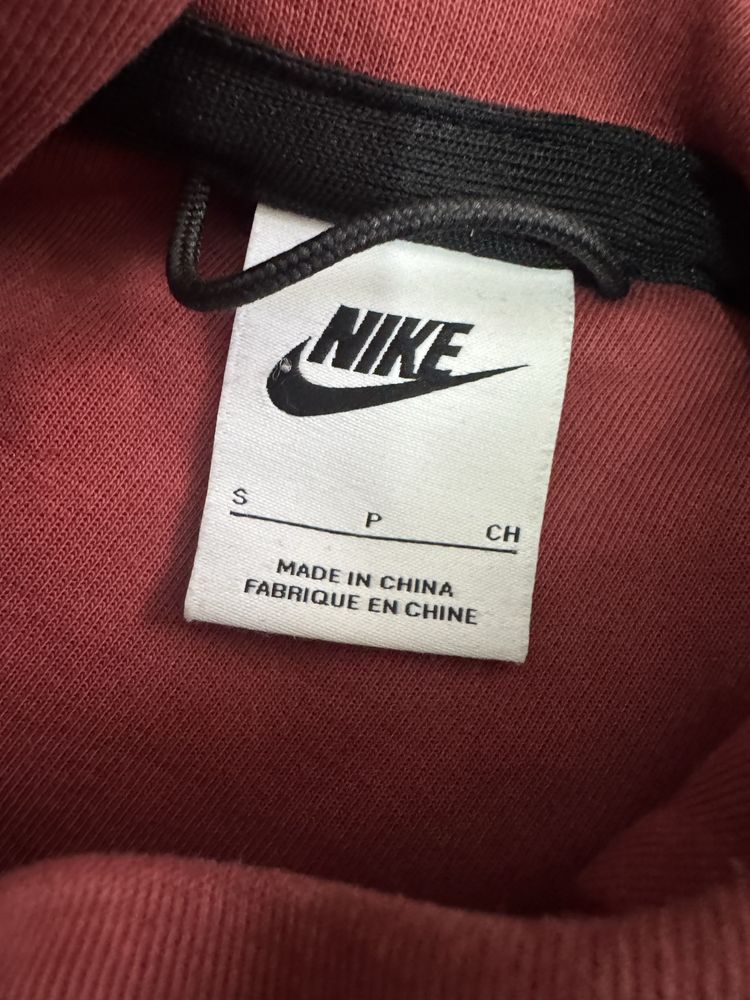 NIKE
S P CH
MADE IN CHINA
FABRIQUE EN CHINE